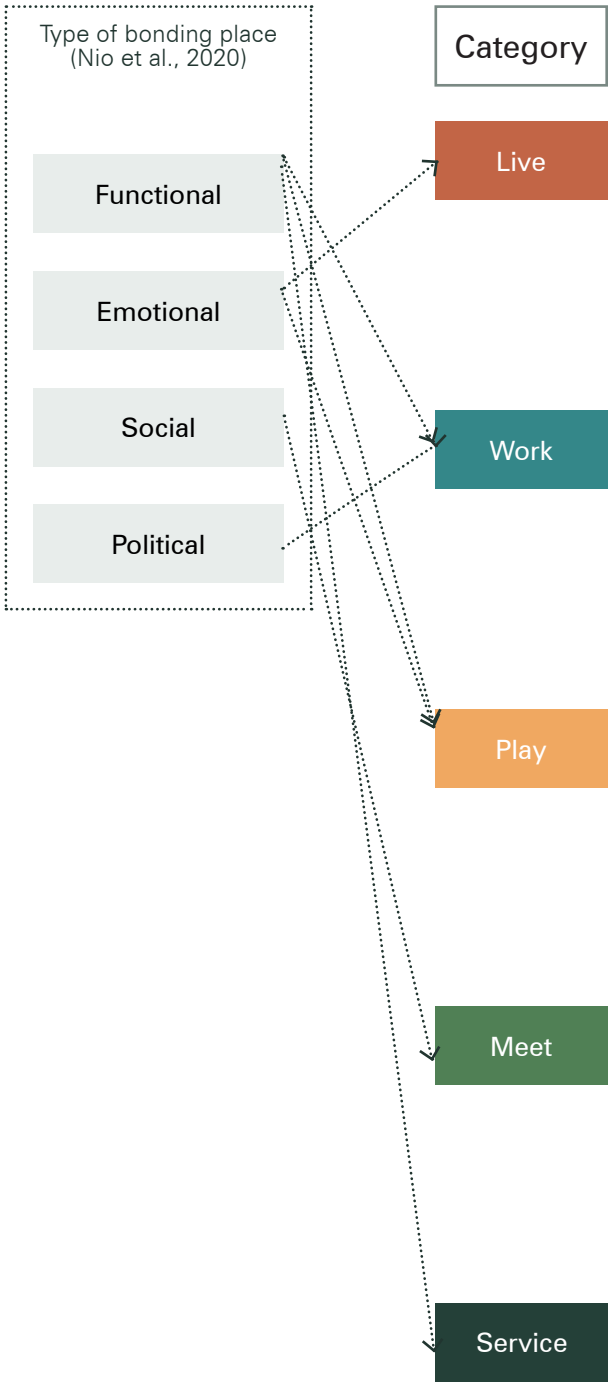 Type of bonding place
(Nio et al., 2020)
Functional
Emotional
Social
Political
Category
Live
Work
Play
Meet
Service